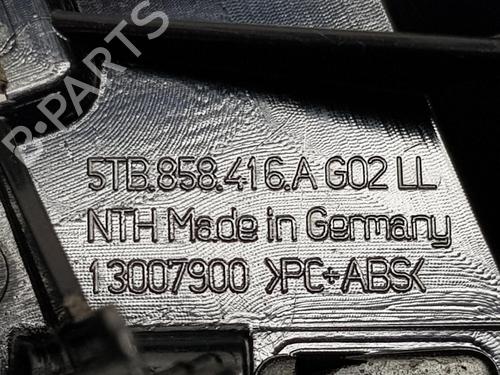 R-PARTS
5TB.858.416.A G02 LL
NTH Made in Germany
13007900 >PC+ABS<